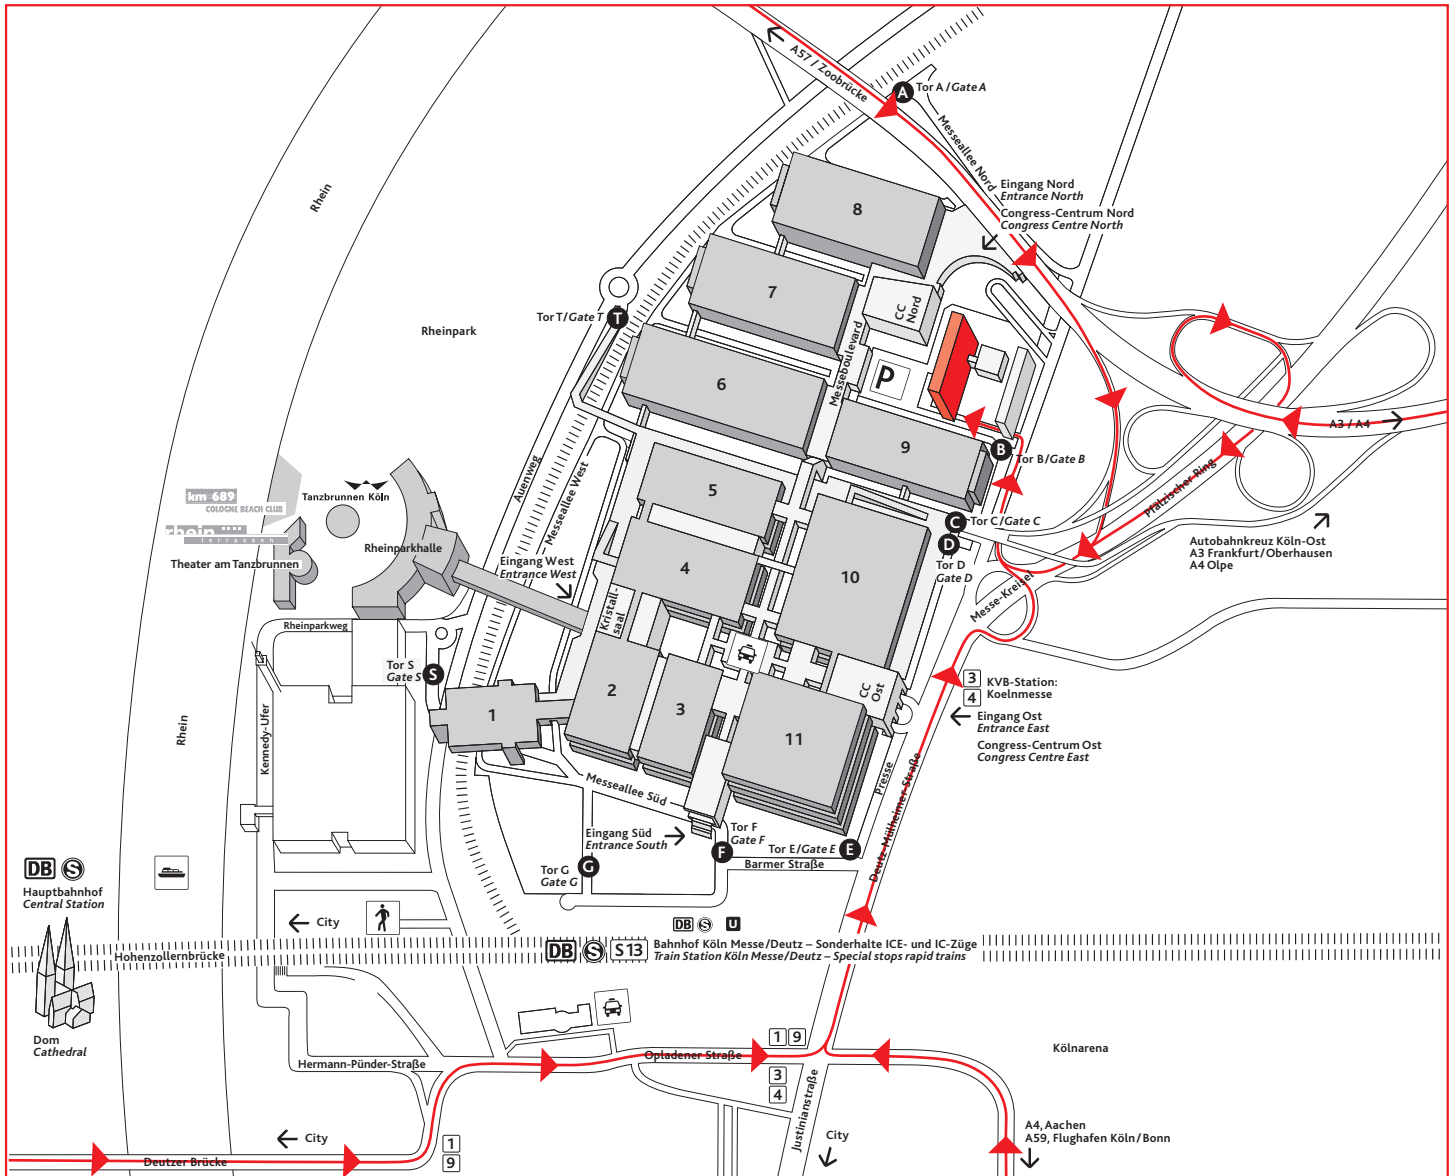 A57 / Zoobrücke
A
Tor A / Gate A
Messeallee Nord
Eingang Nord
Entrance North
Congress-Centrum Nord
Congress Centre North
Rhein
8
7
CC
Nord
Tor T/Gate T
T
Rheinpark
Messeboulevard
6
P
9
A3 / A4
B
Tor B/Gate B
Pfälzischer Ring
Auenweg
Messeallee West
5
km 689
COLOGNE BEACH CLUB
Tanzbrunnen Köln
rhein
terrassen
Theater am Tanzbrunnen
Rheinparkhalle
C
Tor C/Gate C
D
Tor D
Gate D
Autobahnkreuz Köln-Ost
A3 Frankfurt/Oberhausen
A4 Olpe
Eingang West
Entrance West
4
10
Kristall-
saal
Messe-Kreisel
Rheinparkweg
Tor S
Gate S
S
3
4
KVB-Station:
Koelnmesse
CC
Ost
Eingang Ost
Entrance East
Congress-Centrum Ost
Congress Centre East
1
2
3
11
Rhein
Kennedy-Ufer
Messeallee Süd
Presse
Deutz-Mülheimer Straße
Eingang Süd
Entrance South
Tor F
Gate F
F
Tor E/Gate E
E
Barmer Straße
Tor G
Gate G
G
DB S
Hauptbahnhof
Central Station
City
DB S U
Hohenzollernbrücke
DB S S13
Bahnhof Köln Messe/Deutz – Sonderhalte ICE- und IC-Züge
Train Station Köln Messe/Deutz – Special stops rapid trains
Dom
Cathedral
Hermann-Pünder-Straße
Opladener Straße
1 9
3
4
Kölnarena
Justinianstraße
City
City
1
9
Deutzer Brücke
A4, Aachen
A59, Flughafen Köln/Bonn